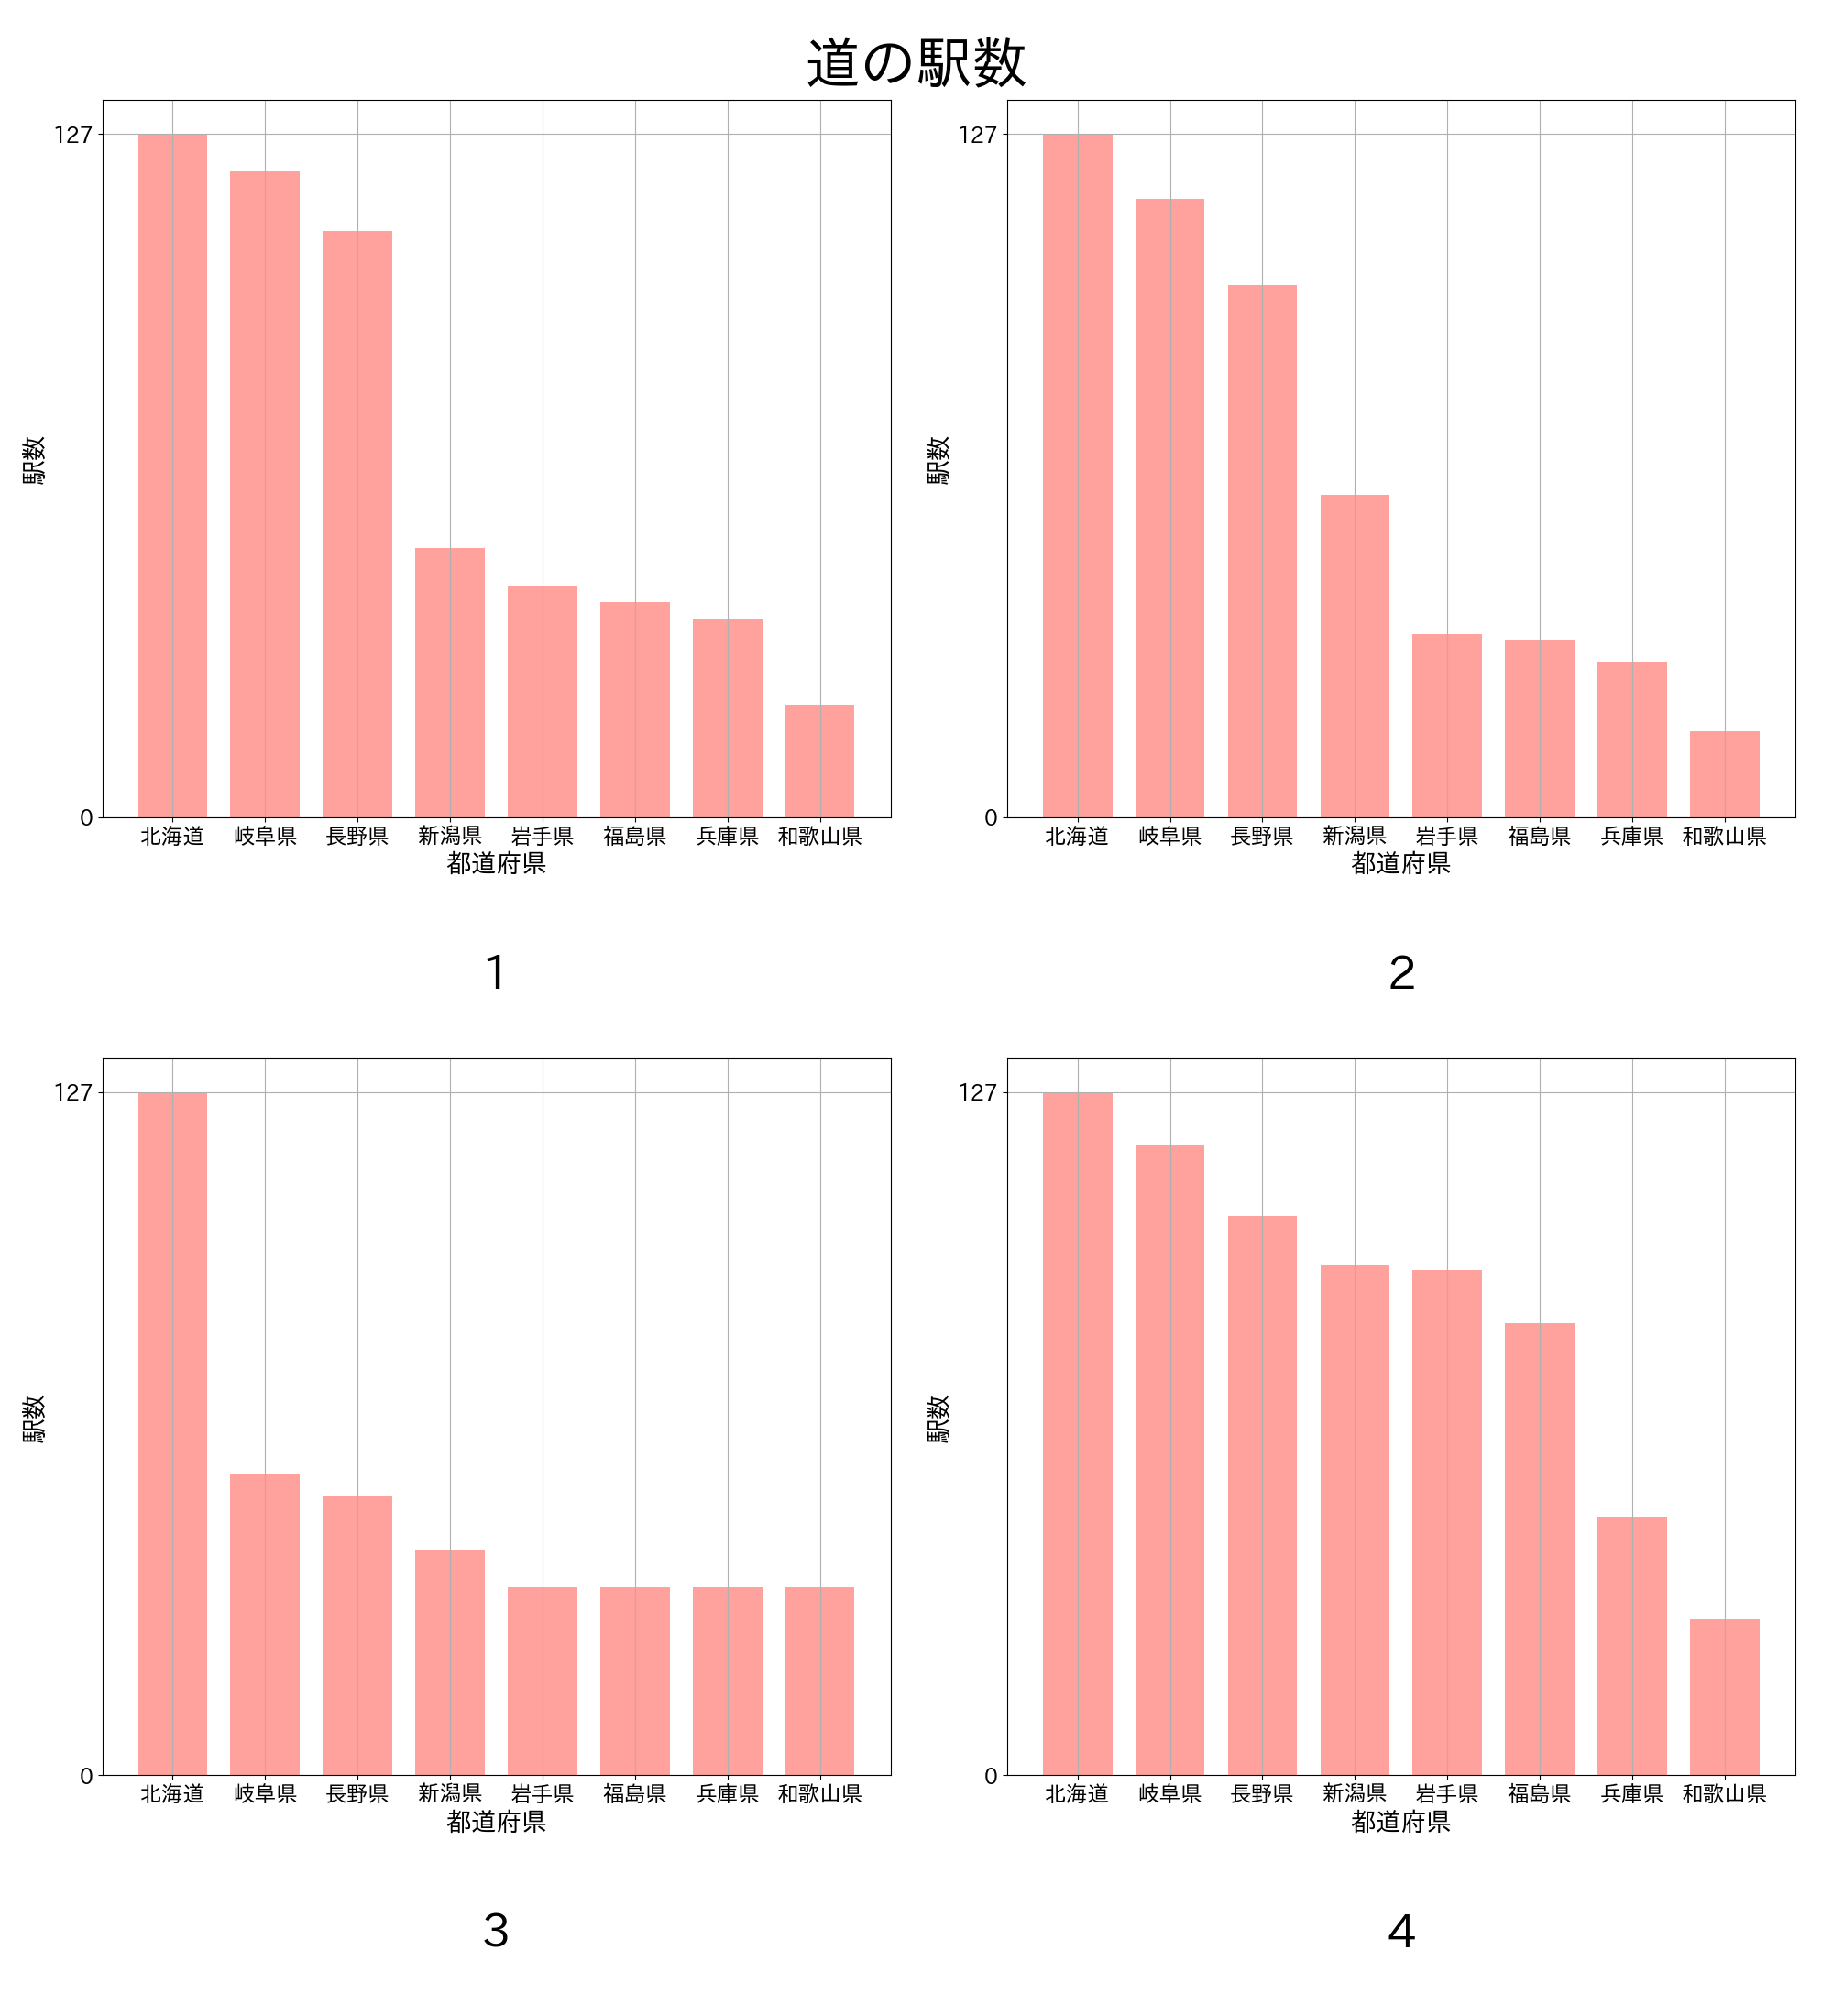 道の駅数
127
駅数
0
北海道 岐阜県 長野県 新潟県 岩手県 福島県 兵庫県 和歌山県
都道府県
1
127
駅数
0
北海道 岐阜県 長野県 新潟県 岩手県 福島県 兵庫県 和歌山県
都道府県
2
127
駅数
0
北海道 岐阜県 長野県 新潟県 岩手県 福島県 兵庫県 和歌山県
都道府県
3
127
駅数
0
北海道 岐阜県 長野県 新潟県 岩手県 福島県 兵庫県 和歌山県
都道府県
4